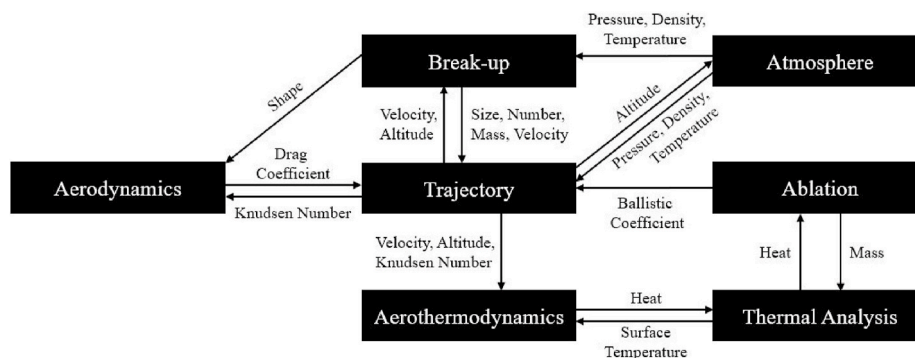 Pressure, Density,
Temperature
Break-up
Atmosphere
Shape
Velocity,
Altitude
Size, Number,
Mass, Velocity
Altitude
Pressure, Density,
Temperature
Drag
Coefficient
Aerodynamics
Trajectory
Ablation
Knudsen Number
Ballistic
Coefficient
Velocity, Altitude,
Knudsen Number
Heat
Mass
Heat
Aerothermodynamics
Thermal Analysis
Surface
Temperature